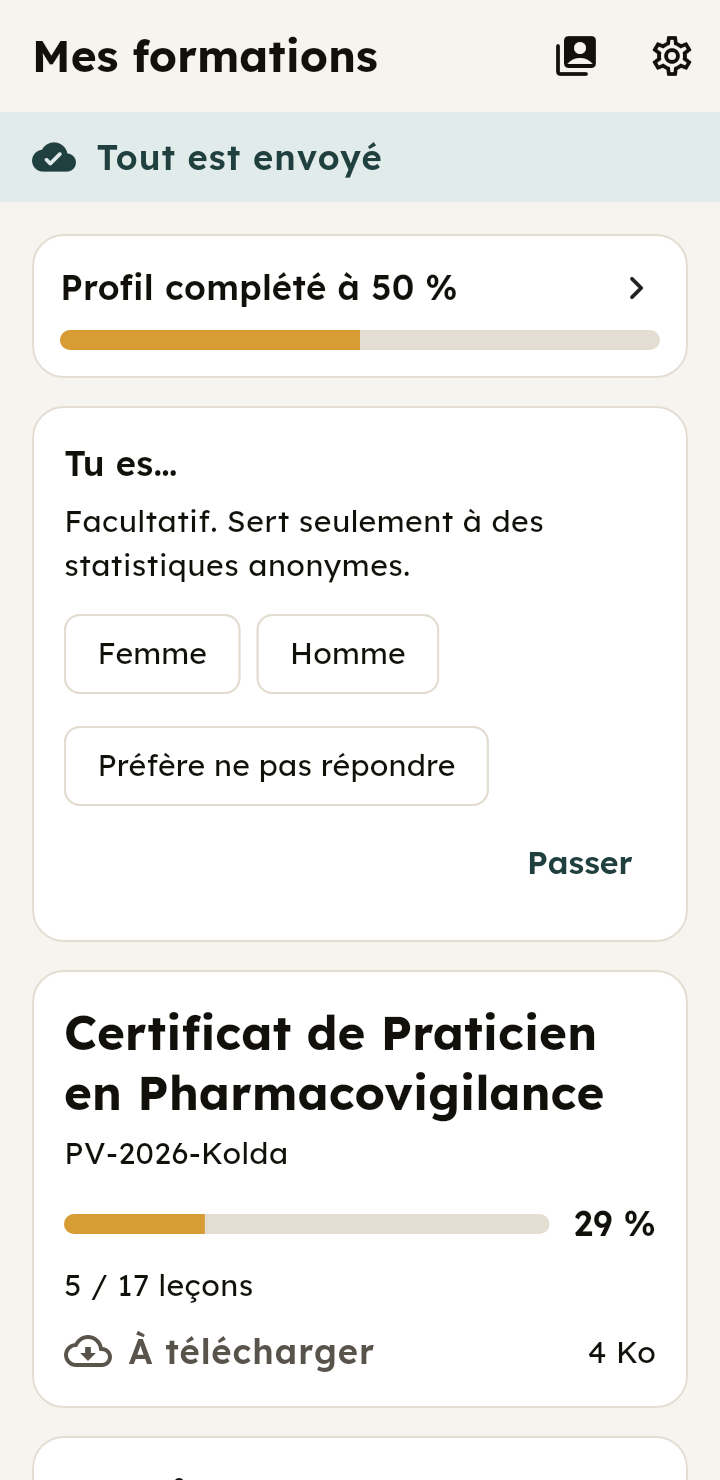 Mes formations
Tout est envoyé
Profil complété à 50 %
Tu es...
Facultatif. Sert seulement à des
statistiques anonymes.
Femme
Homme
Préfère ne pas répondre
Passer
Certificat de Praticien
en Pharmacovigilance
PV-2026-Kolda
29 %
5 / 17 leçons
À télécharger
4 Ko